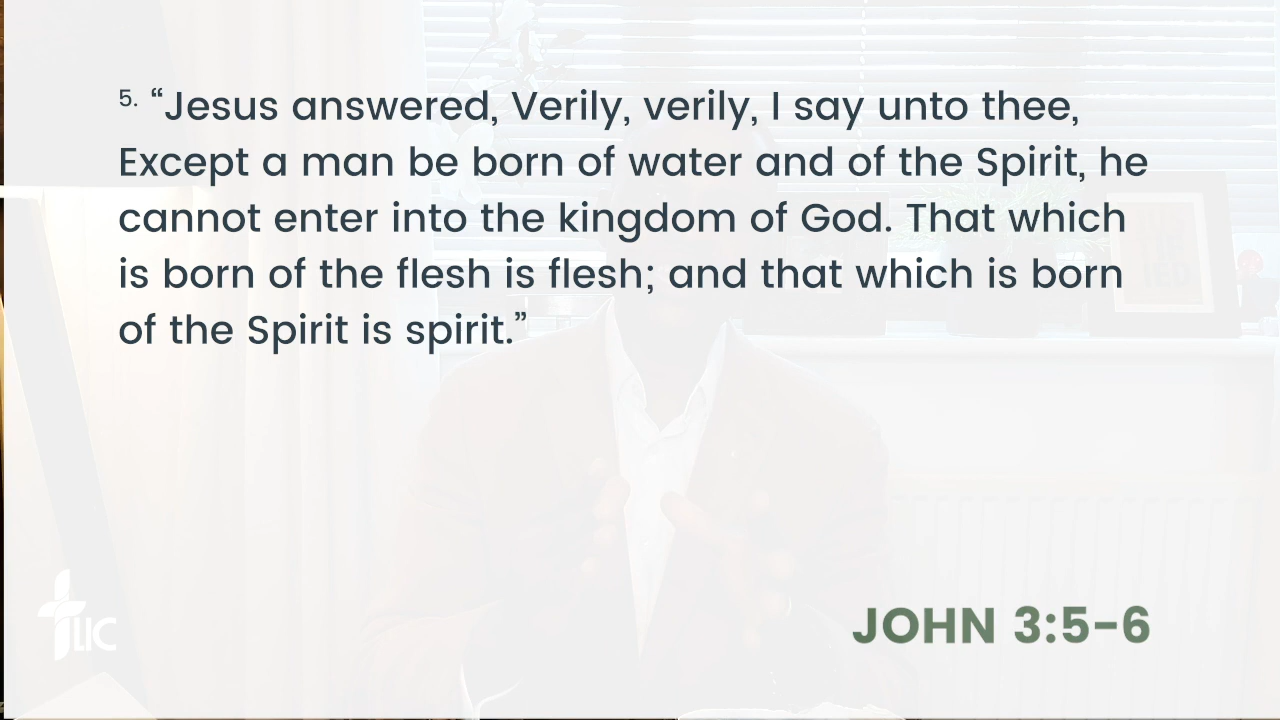 5. “Jesus answered, Verily, verily, I say unto thee,
Except a man be born of water and of the Spirit, he
cannot enter into the kingdom of God. That which
is born of the flesh is flesh; and that which is born
of the Spirit is spirit.”
JOHN 3:5-6
LIC